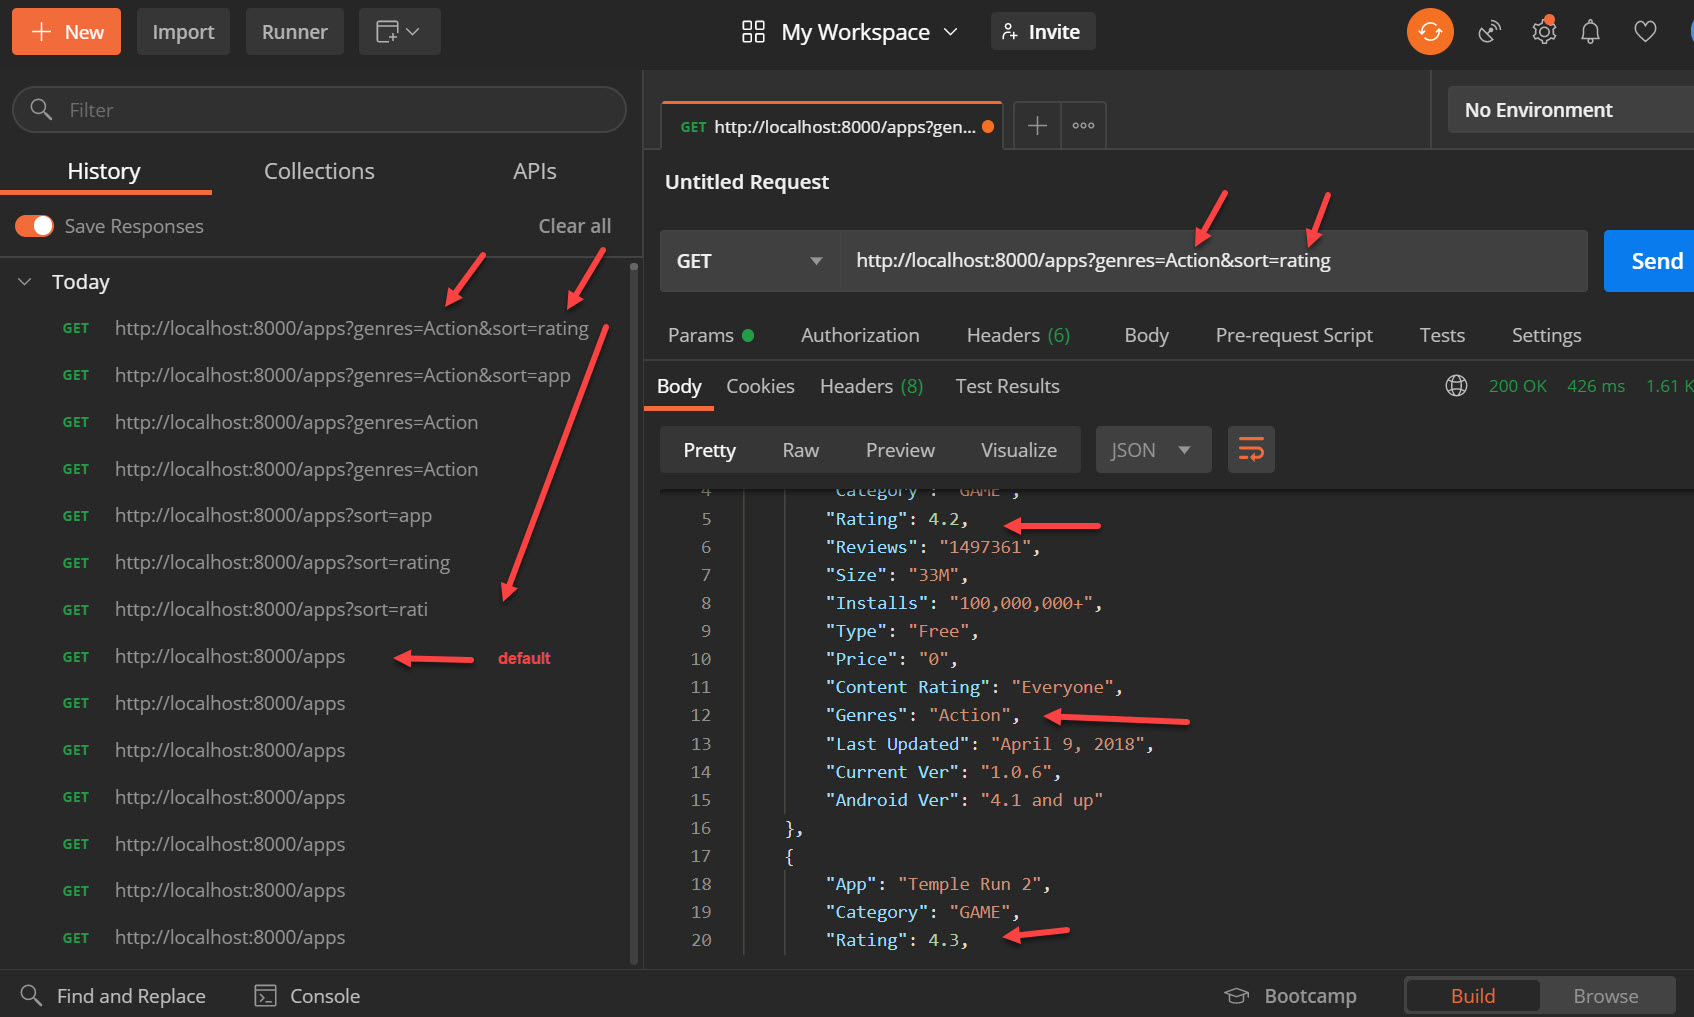 New Import Runner My Workspace Invite
Filter
History Collections APIs
Save Responses Clear all
Today
GET http://localhost:8000/apps?genres=Action&sort=rating
GET http://localhost:8000/apps?genres=Action&sort=app
GET http://localhost:8000/apps?genres=Action
GET http://localhost:8000/apps?genres=Action
GET http://localhost:8000/apps?sort=app
GET http://localhost:8000/apps?sort=rating
GET http://localhost:8000/apps?sort=rati
GET http://localhost:8000/apps default
GET http://localhost:8000/apps
GET http://localhost:8000/apps
GET http://localhost:8000/apps
GET http://localhost:8000/apps
GET http://localhost:8000/apps
GET http://localhost:8000/apps
GET http://localhost:8000/apps?gen...
No Environment
Untitled Request
GET http://localhost:8000/apps?genres=Action&sort=rating Send
Params Authorization Headers (6) Body Pre-request Script Tests Settings
Body Cookies Headers (8) Test Results 200 OK 426 ms 1.61 K
Pretty Raw Preview Visualize JSON
4 "Category": "GAME",
5 "Rating": 4.2,
6 "Reviews": "1497361",
7 "Size": "33M",
8 "Installs": "100,000,000+",
9 "Type": "Free",
10 "Price": "0",
11 "Content Rating": "Everyone",
12 "Genres": "Action",
13 "Last Updated": "April 9, 2018",
14 "Current Ver": "1.0.6",
15 "Android Ver": "4.1 and up"
16 },
17 {
18 "App": "Temple Run 2",
19 "Category": "GAME",
20 "Rating": 4.3,
Find and Replace Console Bootcamp Build Browse